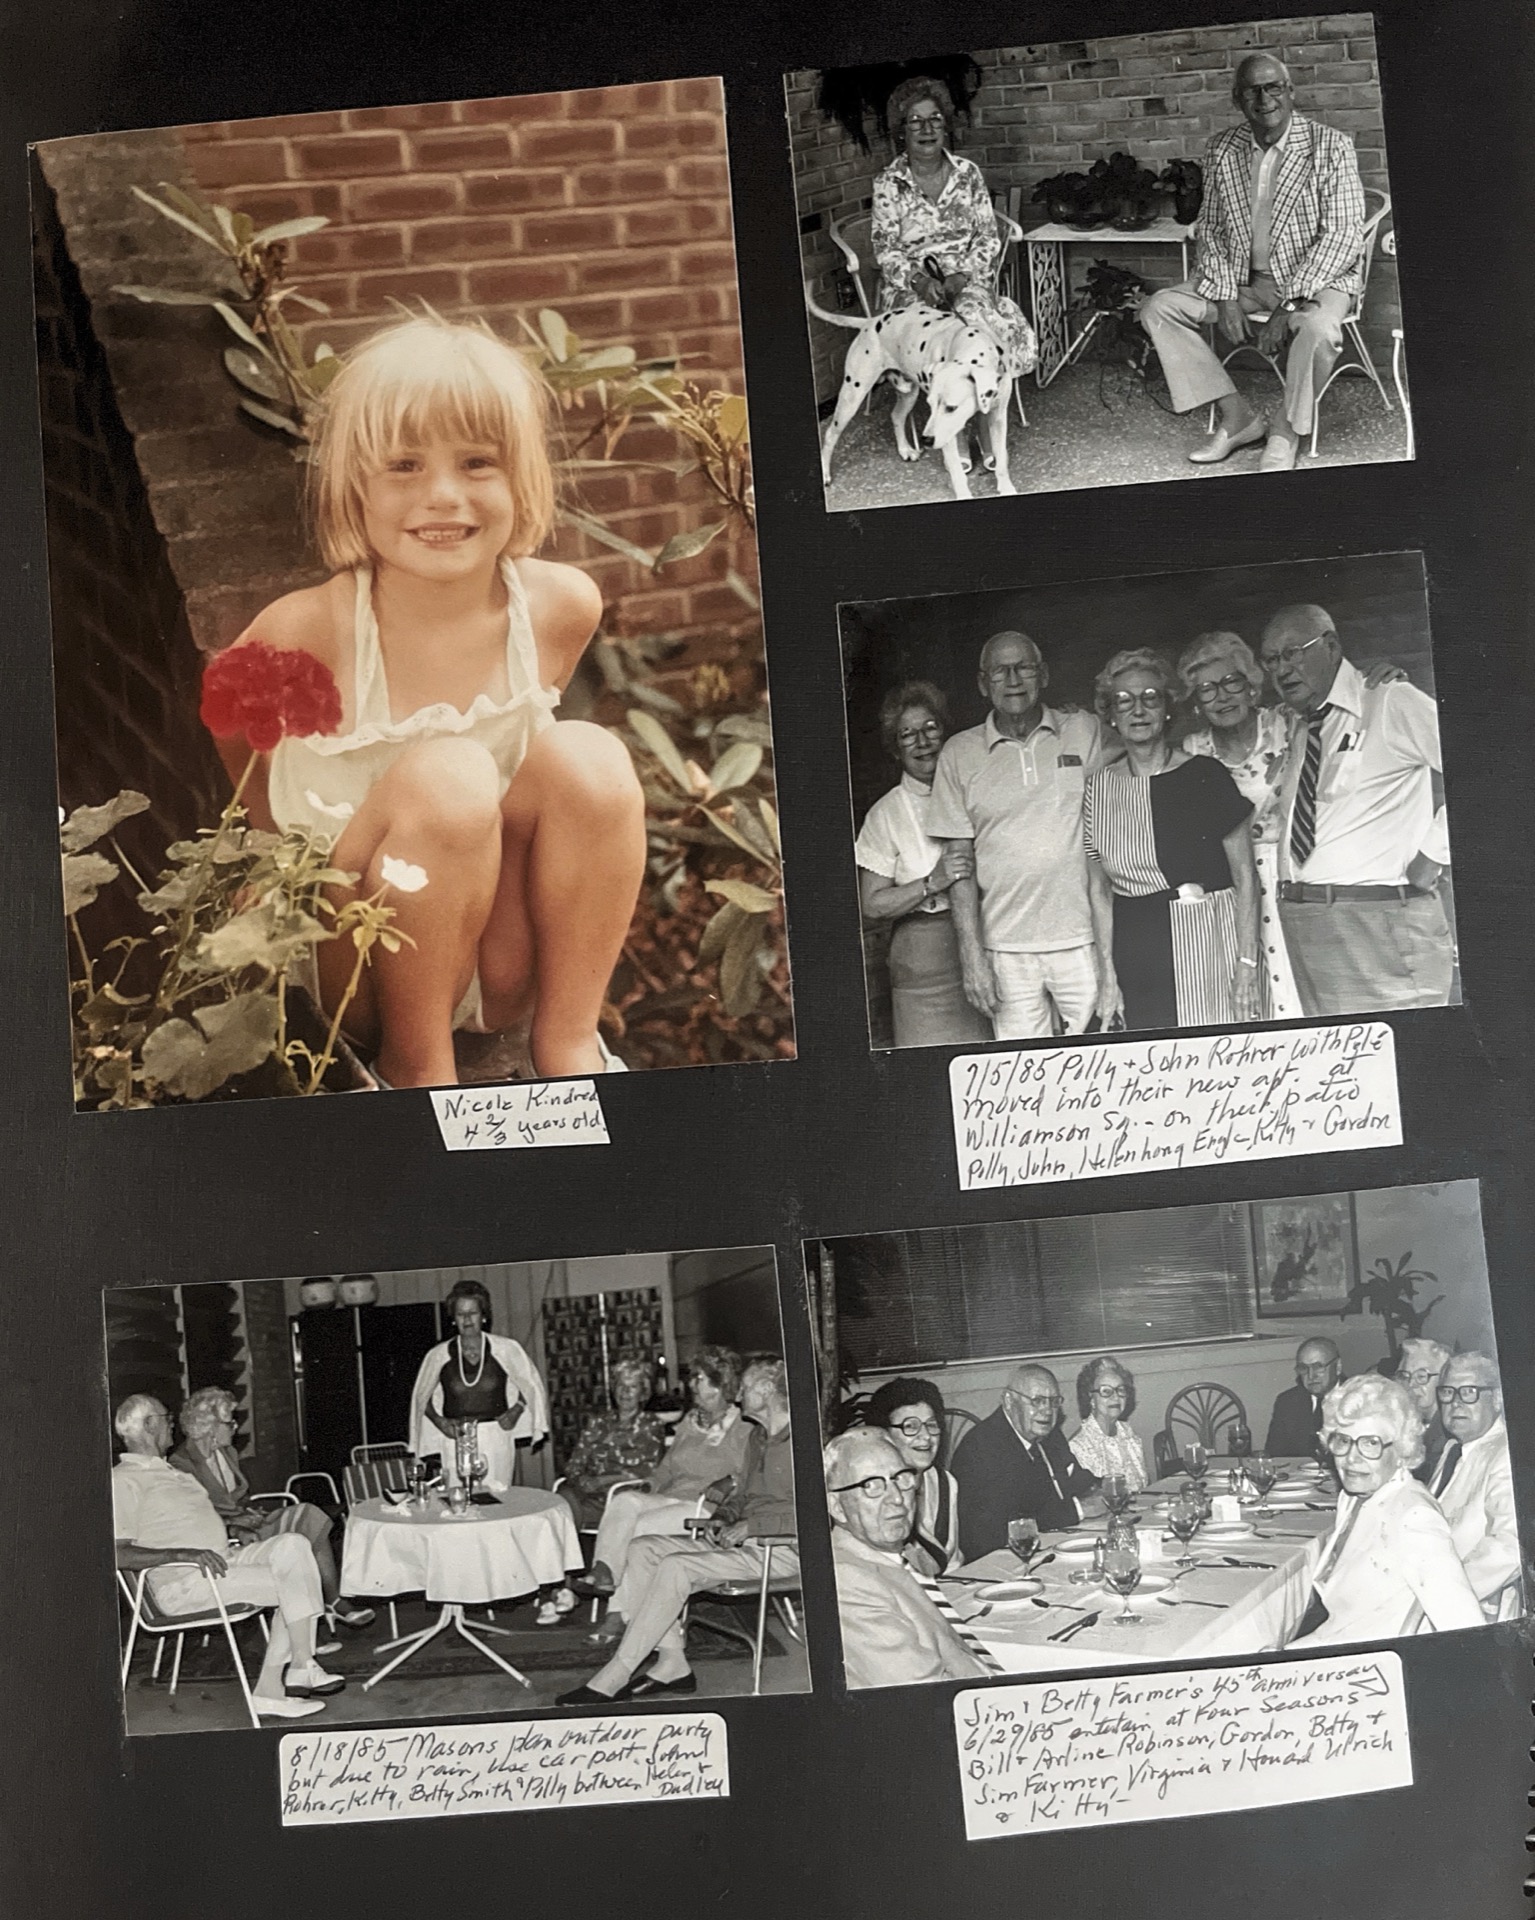 Nicole Kindred
4 2/3 years old.
7/5/85 Polly + John Rohrer with Pylé
moved into their new apt. at
Williamson Sq. - on their patio
Polly, John, Helen Engle, Kitty + Gordon
8/18/85 Masons plan outdoor party
but due to rain, use car port. John
Rohrer, Kitty, Betty Smith & Polly between Helen &
Dudley
Jim & Betty Farmer's 45th anniversary
6/29/85 entertain at Four Seasons
Bill + Arline Robinson, Gordon, Betty +
Jim Farmer, Virginia & Howard Ulrich
& Kitty -